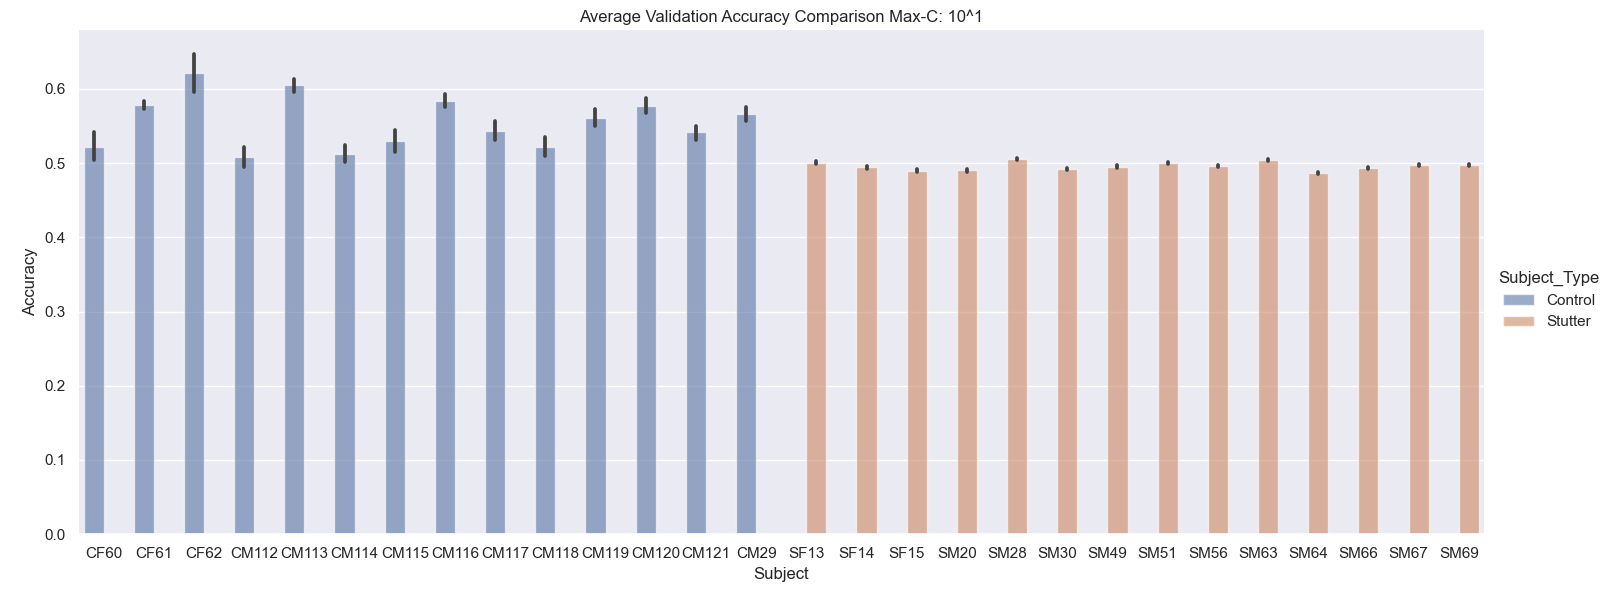 Average Validation Accuracy Comparison Max-C: 10^1
Accuracy
0.6
0.5
0.4
0.3
0.2
0.1
0.0
CF60 CF61 CF62 CM112 CM113 CM114 CM115 CM116 CM117 CM118 CM119 CM120 CM121 CM29 SF13 SF14 SF15 SM20 SM28 SM30 SM49 SM51 SM56 SM63 SM64 SM66 SM67 SM69
Subject
Subject_Type
Control
Stutter